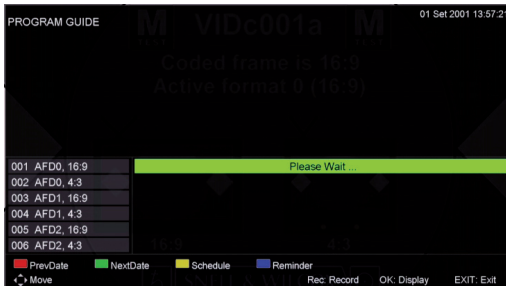 PROGRAM GUIDE
01 Set 2001 13:57:21
M VIDc001a M
Coded frame is 16:9
Active format 0 (16:9)
001 AFD0, 16:9
Please Wait ...
002 AFD0, 4:3
003 AFD1, 16:9
004 AFD1, 4:3
005 AFD2, 16:9
006 AFD2, 4:3
16:9 4:3
PrevDate NextDate Schedule Reminder
Move Rec: Record OK: Display EXIT: Exit